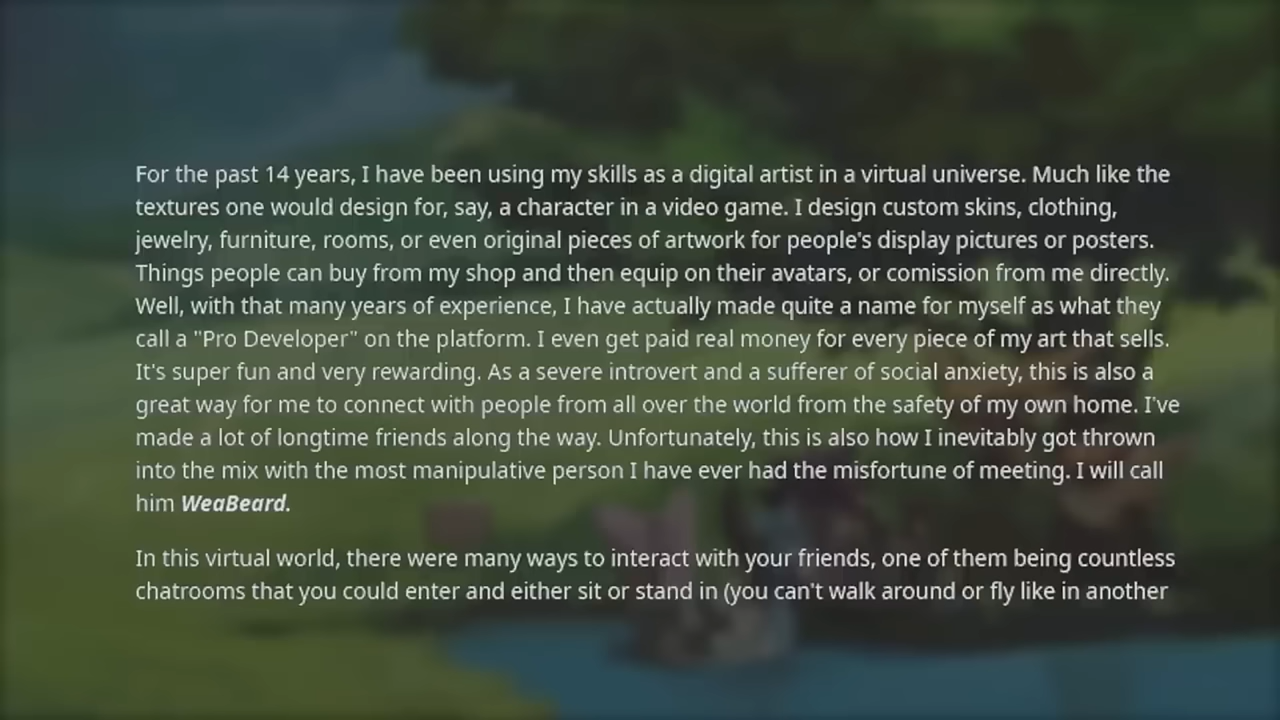 For the past 14 years, I have been using my skills as a digital artist in a virtual universe. Much like the
textures one would design for, say, a character in a video game. I design custom skins, clothing,
jewelry, furniture, rooms, or even original pieces of artwork for people's display pictures or posters.
Things people can buy from my shop and then equip on their avatars, or comission from me directly.
Well, with that many years of experience, I have actually made quite a name for myself as what they
call a "Pro Developer" on the platform. I even get paid real money for every piece of my art that sells.
It's super fun and very rewarding. As a severe introvert and a sufferer of social anxiety, this is also a
great way for me to connect with people from all over the world from the safety of my own home. I've
made a lot of longtime friends along the way. Unfortunately, this is also how I inevitably got thrown
into the mix with the most manipulative person I have ever had the misfortune of meeting. I will call
him WeaBeard.
In this virtual world, there were many ways to interact with your friends, one of them being countless
chatrooms that you could enter and either sit or stand in (you can't walk around or fly like in another